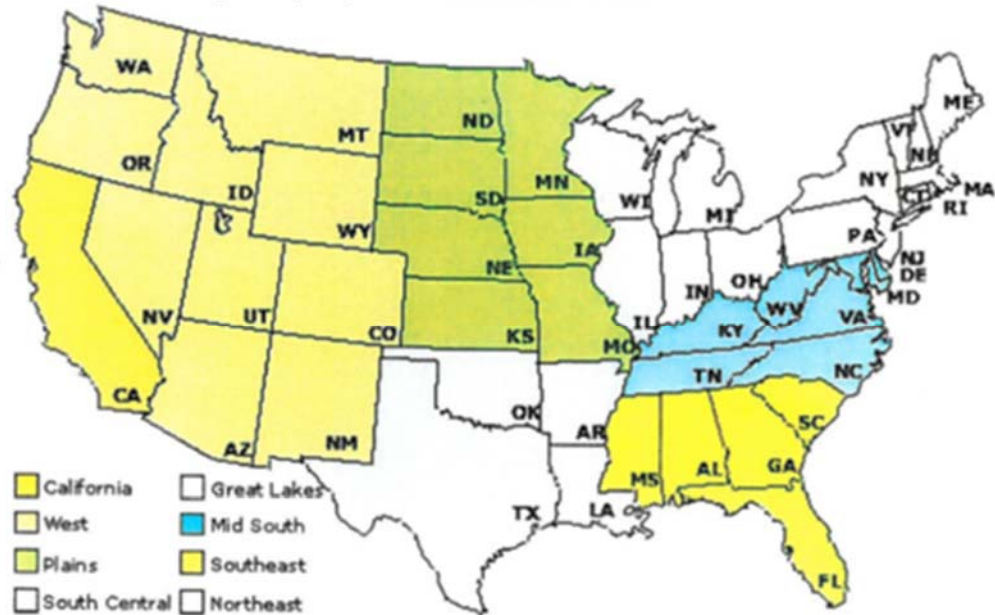 WA
MT
ND
MN
OR
ID
WY
SD
WI
MI
NY
VT
NH
ME
MA
CT
RI
NV
UT
CO
NE
IA
IL
IN
OH
PA
NJ
DE
MD
CA
AZ
NM
KS
MO
KY
WV
VA
OK
AR
TN
NC
TX
LA
MS
AL
GA
SC
FL
California
West
Plains
South Central
Great Lakes
Mid South
Southeast
Northeast